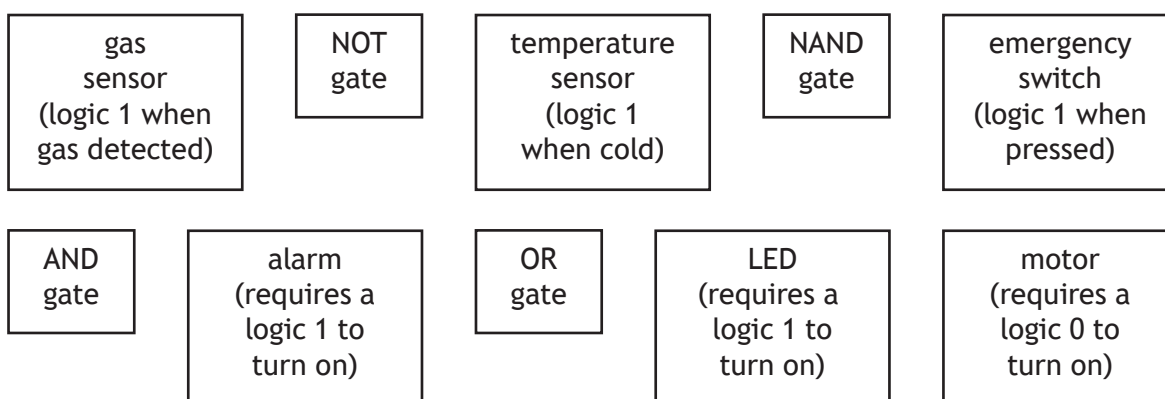 gas
sensor
(logic 1 when
gas detected)
NOT
gate
temperature
sensor
(logic 1
when cold)
NAND
gate
emergency
switch
(logic 1 when
pressed)
AND
gate
alarm
(requires a
logic 1 to
turn on)
OR
gate
LED
(requires a
logic 1 to
turn on)
motor
(requires a
logic 0 to
turn on)